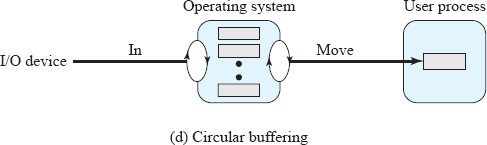 Operating system
User process
I/O device
In
Move
(d) Circular buffering